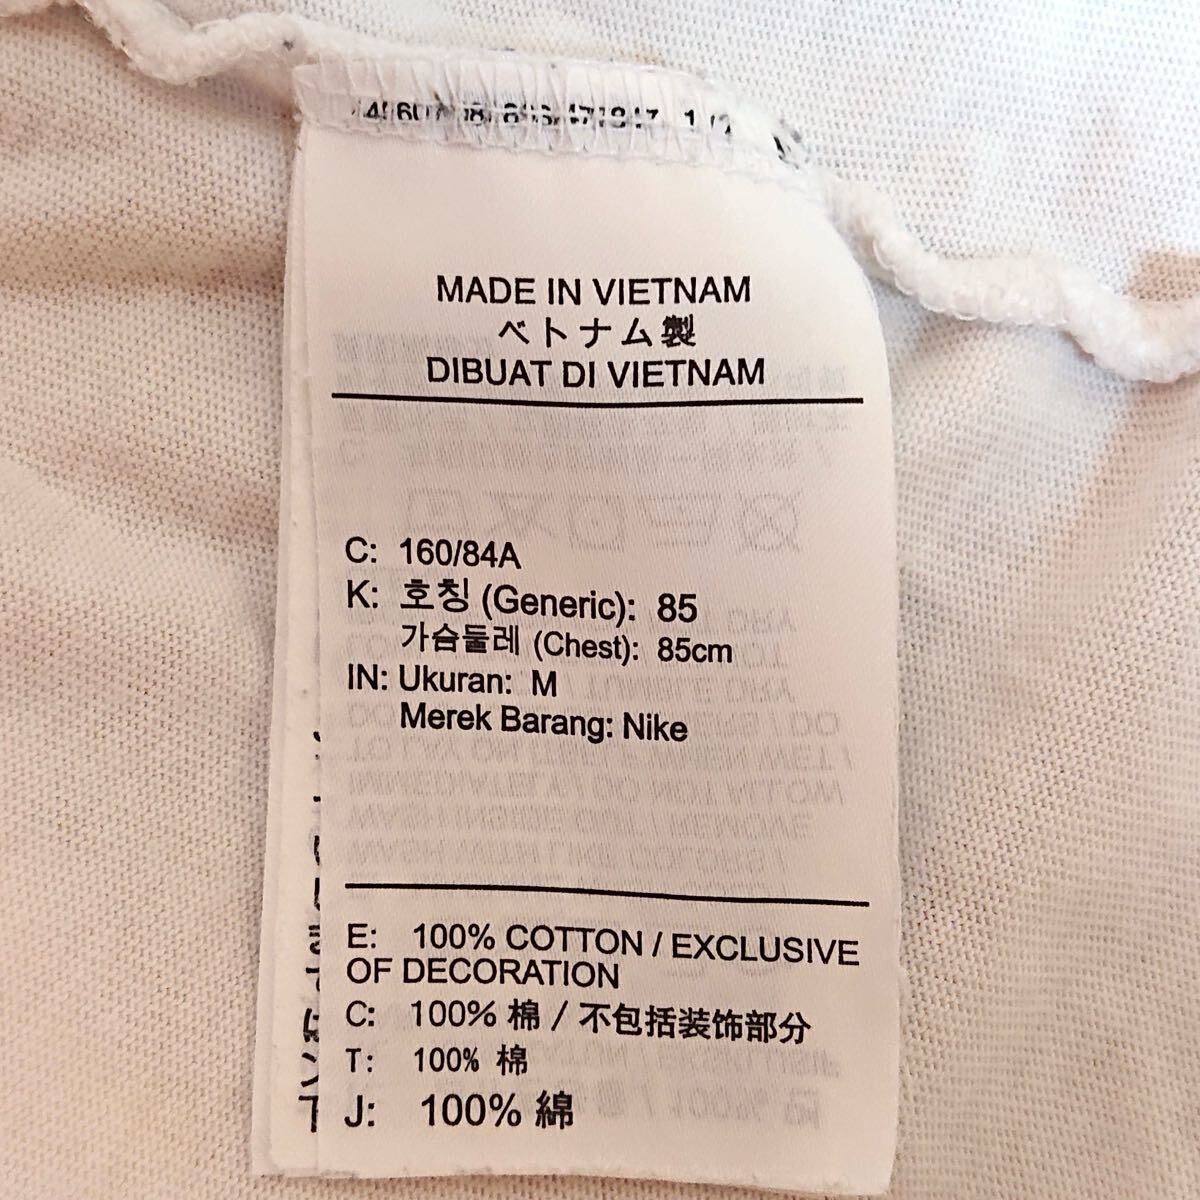 MADE IN VIETNAM
ベトナム製
DIBUAT DI VIETNAM
C: 160/84A
K: 호칭 (Generic): 85
가슴둘레 (Chest): 85cm
IN: Ukuran: M
Merek Barang: Nike
E: 100% COTTON / EXCLUSIVE
OF DECORATION
C: 100% 棉 / 不包括装饰部分
T: 100% 棉
J: 100% 綿